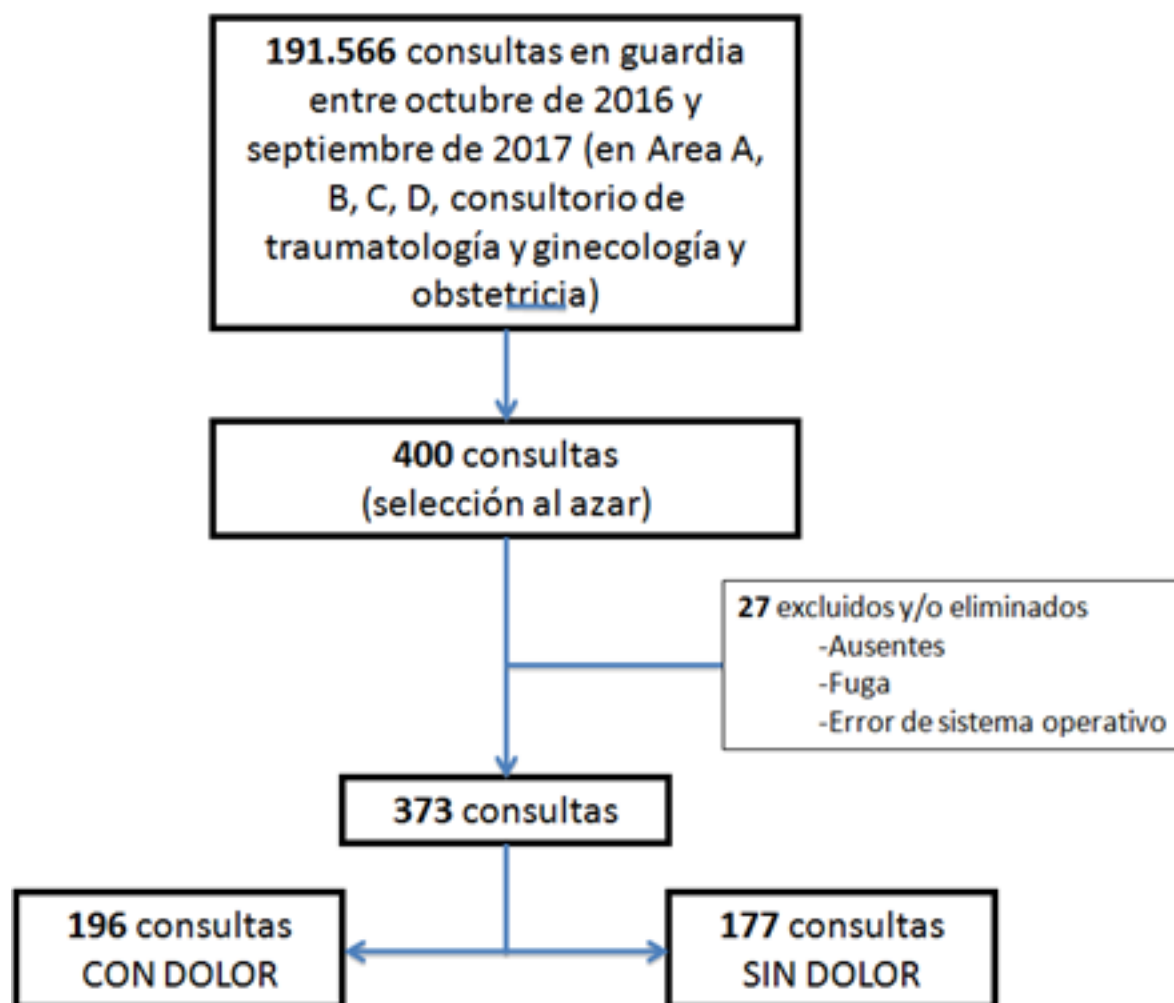 191.566 consultas en guardia
entre octubre de 2016 y
septiembre de 2017 (en Area A,
B, C, D, consultorio de
traumatología y ginecología y
obstetricia)
400 consultas
(selección al azar)
27 excluidos y/o eliminados
-Ausentes
-Fuga
-Error de sistema operativo
373 consultas
196 consultas
CON DOLOR
177 consultas
SIN DOLOR